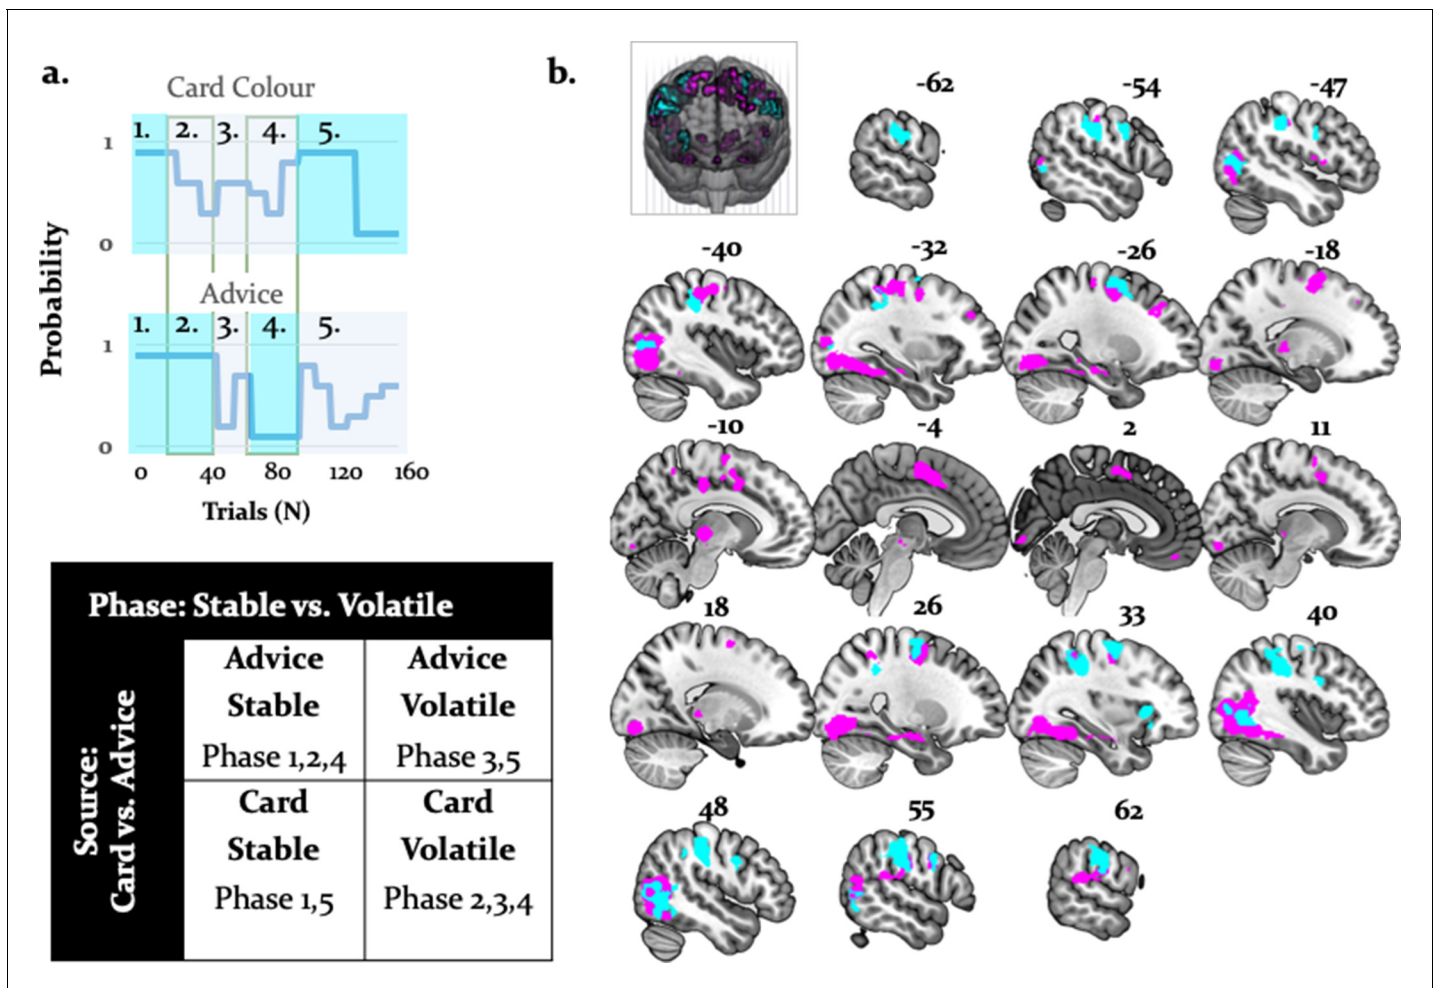 a.
Card Colour
1. 2. 3. 4. 5.
1
0
Probability
Advice
1. 2. 3. 4. 5.
1
0
0 40 80 120 160
Trials (N)
Phase: Stable vs. Volatile
Source:
Card vs. Advice
Advice
Stable
Phase 1,2,4
Advice
Volatile
Phase 3,5
Card
Stable
Phase 1,5
Card
Volatile
Phase 2,3,4
b.
-62 -54 -47
-40 -32 -26 -18
-10 -4 2 11
18 26 33 40
48 55 62